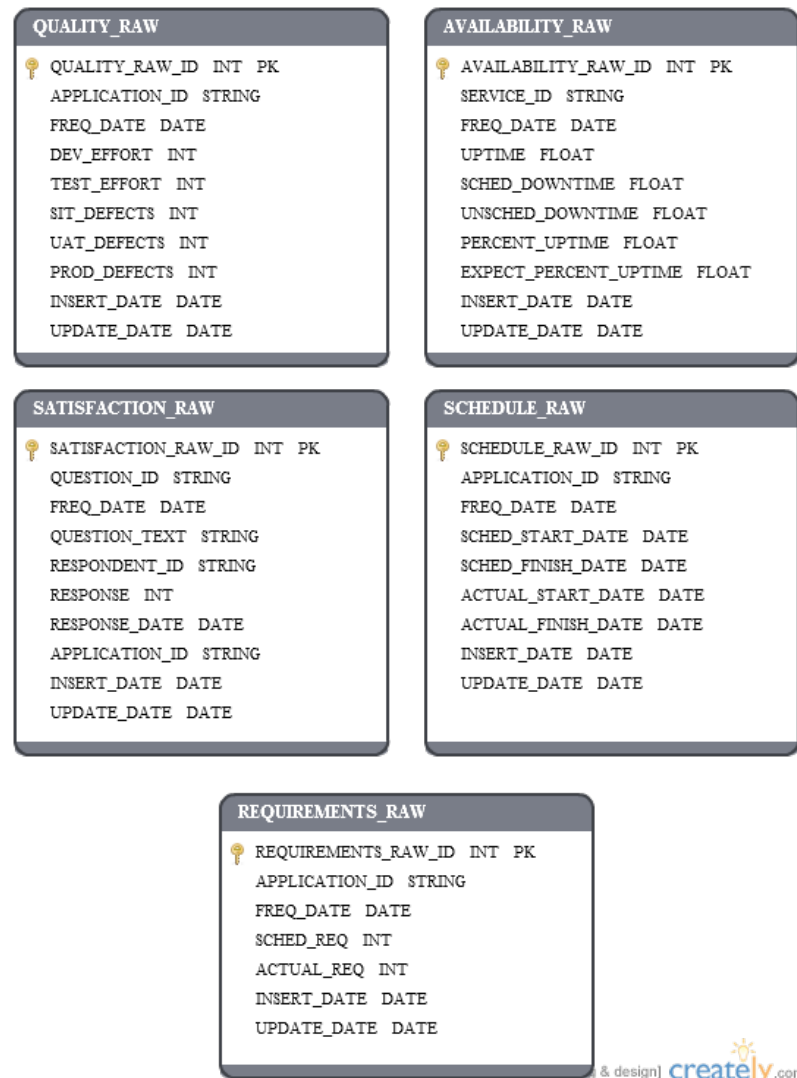 QUALITY_RAW
QUALITY_RAW_ID INT PK
APPLICATION_ID STRING
FREQ_DATE DATE
DEV_EFFORT INT
TEST_EFFORT INT
SIT_DEFECTS INT
UAT_DEFECTS INT
PROD_DEFECTS INT
INSERT_DATE DATE
UPDATE_DATE DATE
AVAILABILITY_RAW
AVAILABILITY_RAW_ID INT PK
SERVICE_ID STRING
FREQ_DATE DATE
UPTIME FLOAT
SCHED_DOWNTIME FLOAT
UNSCHED_DOWNTIME FLOAT
PERCENT_UPTIME FLOAT
EXPECT_PERCENT_UPTIME FLOAT
INSERT_DATE DATE
UPDATE_DATE DATE
SATISFACTION_RAW
SATISFACTION_RAW_ID INT PK
QUESTION_ID STRING
FREQ_DATE DATE
QUESTION_TEXT STRING
RESPONDENT_ID STRING
RESPONSE INT
RESPONSE_DATE DATE
APPLICATION_ID STRING
INSERT_DATE DATE
UPDATE_DATE DATE
SCHEDULE_RAW
SCHEDULE_RAW_ID INT PK
APPLICATION_ID STRING
FREQ_DATE DATE
SCHED_START_DATE DATE
SCHED_FINISH_DATE DATE
ACTUAL_START_DATE DATE
ACTUAL_FINISH_DATE DATE
INSERT_DATE DATE
UPDATE_DATE DATE
REQUIREMENTS_RAW
REQUIREMENTS_RAW_ID INT PK
APPLICATION_ID STRING
FREQ_DATE DATE
SCHED_REQ INT
ACTUAL_REQ INT
INSERT_DATE DATE
UPDATE_DATE DATE
& design] creately.com